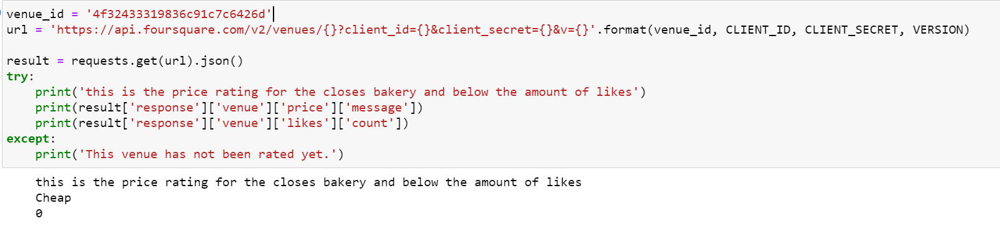 venue_id = '4f32433319836c91c7c6426d'
url = 'https://api.foursquare.com/v2/venues/{}?client_id={}&client_secret={}&v={}'.format(venue_id, CLIENT_ID, CLIENT_SECRET, VERSION)
result = requests.get(url).json()
try:
    print('this is the price rating for the closes bakery and below the amount of likes')
    print(result['response']['venue']['price']['message'])
    print(result['response']['venue']['likes']['count'])
except:
    print('This venue has not been rated yet.')
this is the price rating for the closes bakery and below the amount of likes
Cheap
0